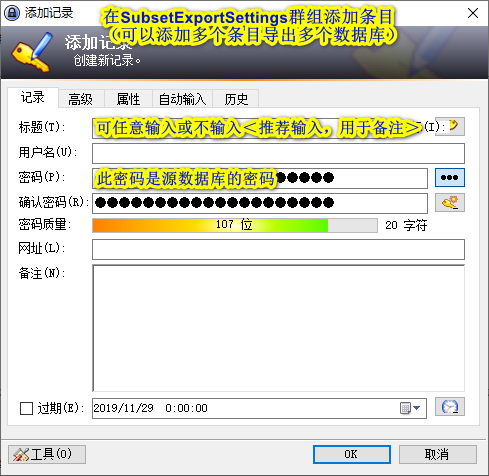 添加记录
在SubsetExportSettings群组添加条目
（可以添加多个条目导出多个数据库）
添加记录
创建新记录。
记录 高级 属性 自动输入 历史
标题(T): 可任意输入或不输入＜推荐输入，用于备注＞ (I):
用户名(U):
密码(P): 此密码是源数据库的密码
确认密码(R):
密码质量: 107 位 20 字符
网址(L):
备注(N):
过期(E): 2019/11/29 0:00:00
工具(O) OK 取消